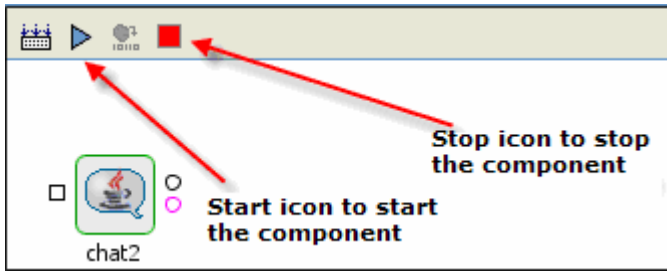 Stop icon to stop
the component
Start icon to start
the component
chat2